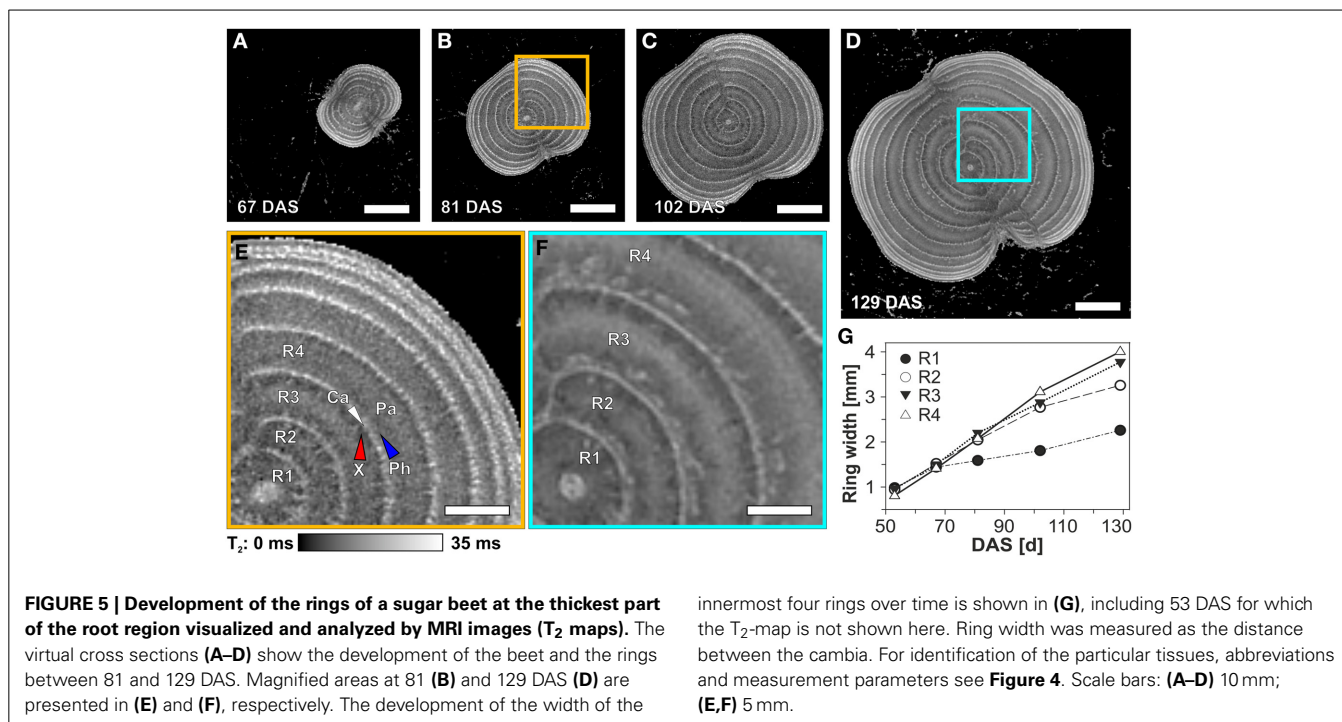 A
B
C
D
67 DAS
81 DAS
102 DAS
129 DAS
E
R4
R3
R2
R1
Ca
Pa
X
Ph
F
R4
R3
R2
R1
T2: 0 ms 35 ms
G
R1
R2
R3
R4
Ring width [mm]
4
3
2
1
50 70 90 110 130
DAS [d]
FIGURE 5 | Development of the rings of a sugar beet at the thickest part
of the root region visualized and analyzed by MRI images (T2 maps). The
virtual cross sections (A–D) show the development of the beet and the rings
between 81 and 129 DAS. Magnified areas at 81 (B) and 129 DAS (D) are
presented in (E) and (F), respectively. The development of the width of the
innermost four rings over time is shown in (G), including 53 DAS for which
the T2-map is not shown here. Ring width was measured as the distance
between the cambia. For identification of the particular tissues, abbreviations
and measurement parameters see Figure 4. Scale bars: (A–D) 10 mm;
(E,F) 5 mm.